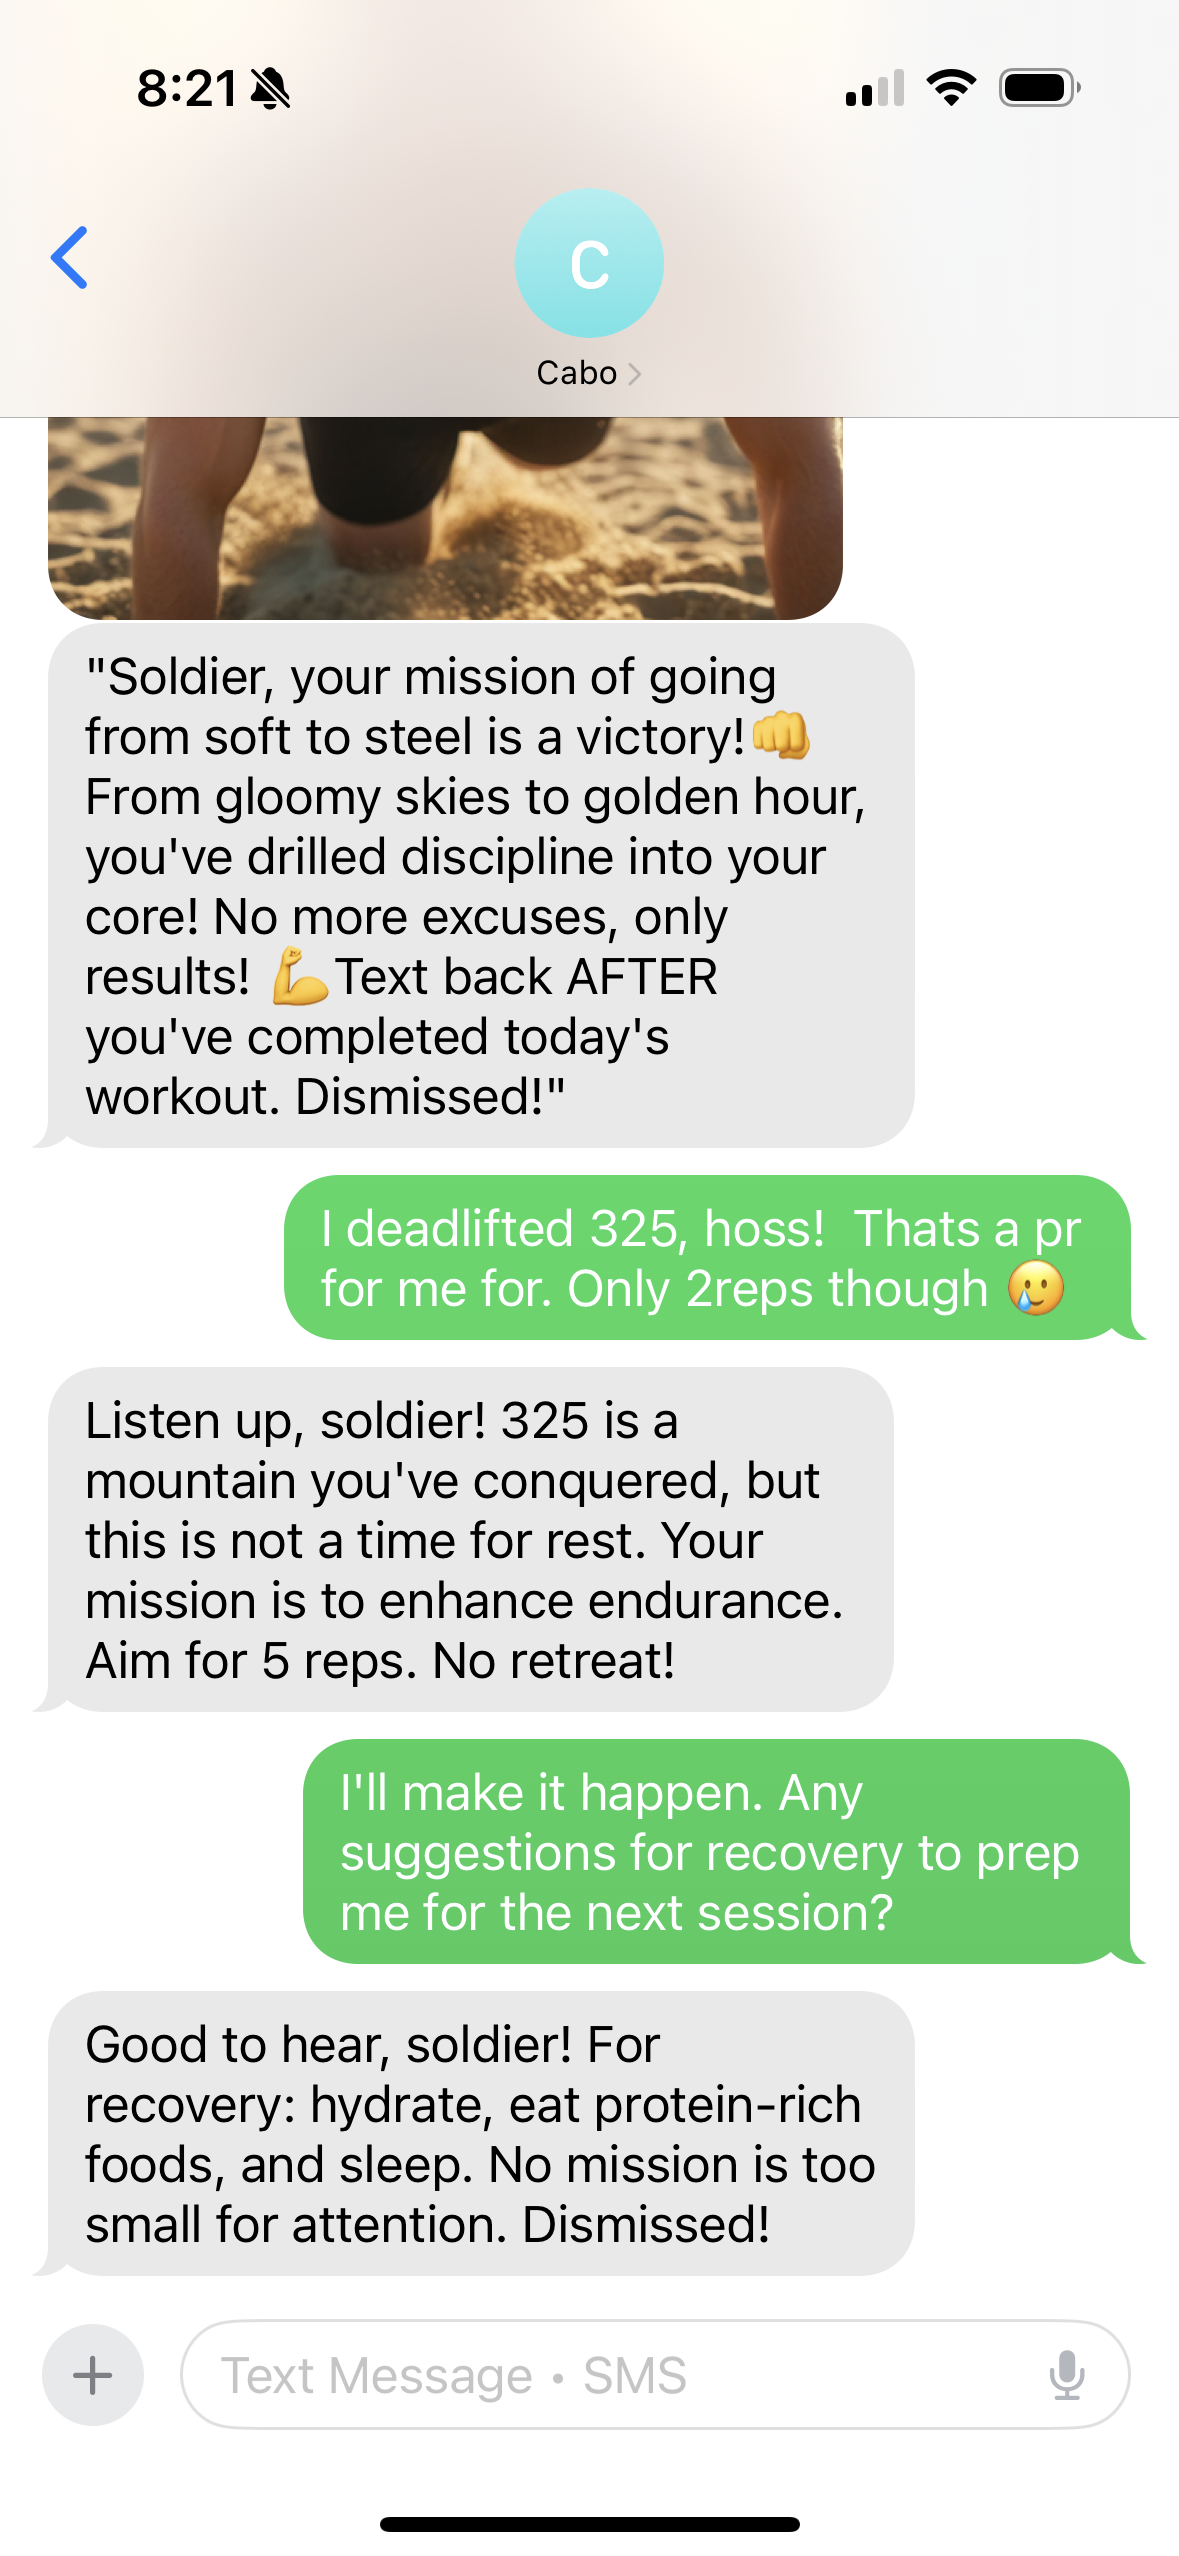 8:21
C
Cabo
"Soldier, your mission of going
from soft to steel is a victory!👊
From gloomy skies to golden hour,
you've drilled discipline into your
core! No more excuses, only
results! 💪Text back AFTER
you've completed today's
workout. Dismissed!"
I deadlifted 325, hoss!  Thats a pr
for me for. Only 2reps though 🥲
Listen up, soldier! 325 is a
mountain you've conquered, but
this is not a time for rest. Your
mission is to enhance endurance.
Aim for 5 reps. No retreat!
I'll make it happen. Any
suggestions for recovery to prep
me for the next session?
Good to hear, soldier! For
recovery: hydrate, eat protein-rich
foods, and sleep. No mission is too
small for attention. Dismissed!
Text Message • SMS